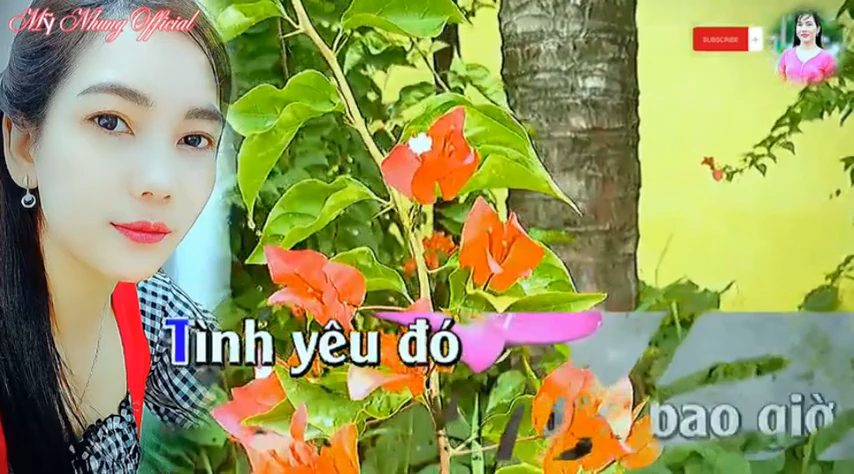 Mỹ Nhung Official
SUBSCRIBE
Tình yêu đó
bao giờ